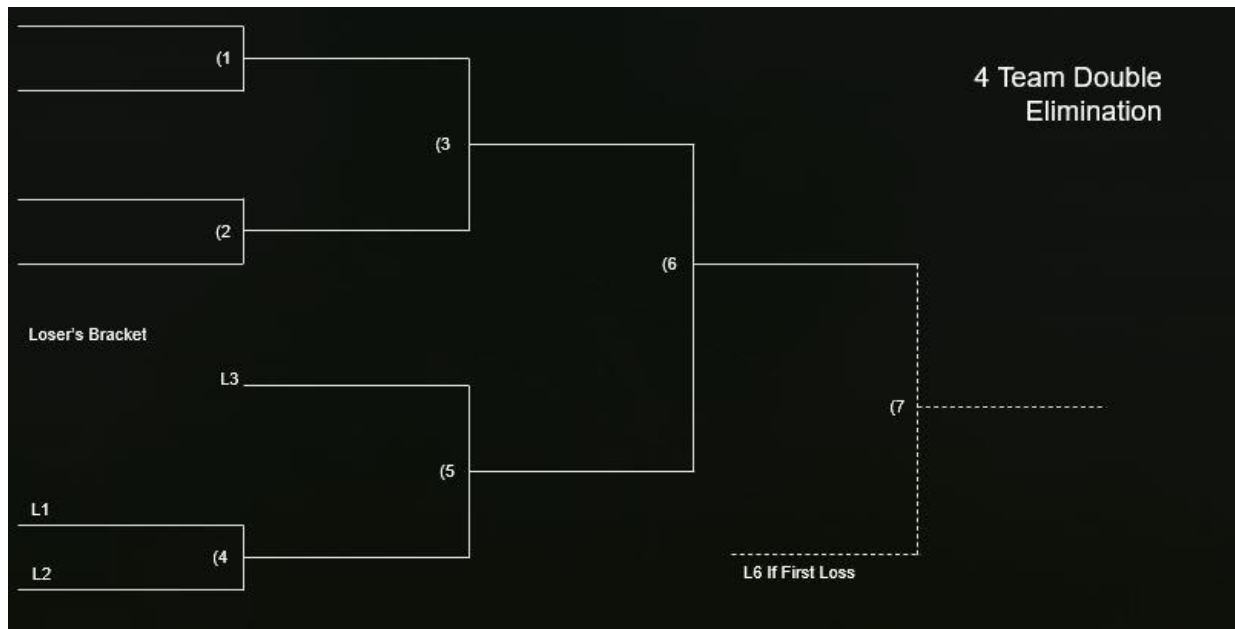 4 Team Double
Elimination
(1
(3
(2
(6
Loser's Bracket
L3
(7
(5
L1
(4
L2
L6 If First Loss